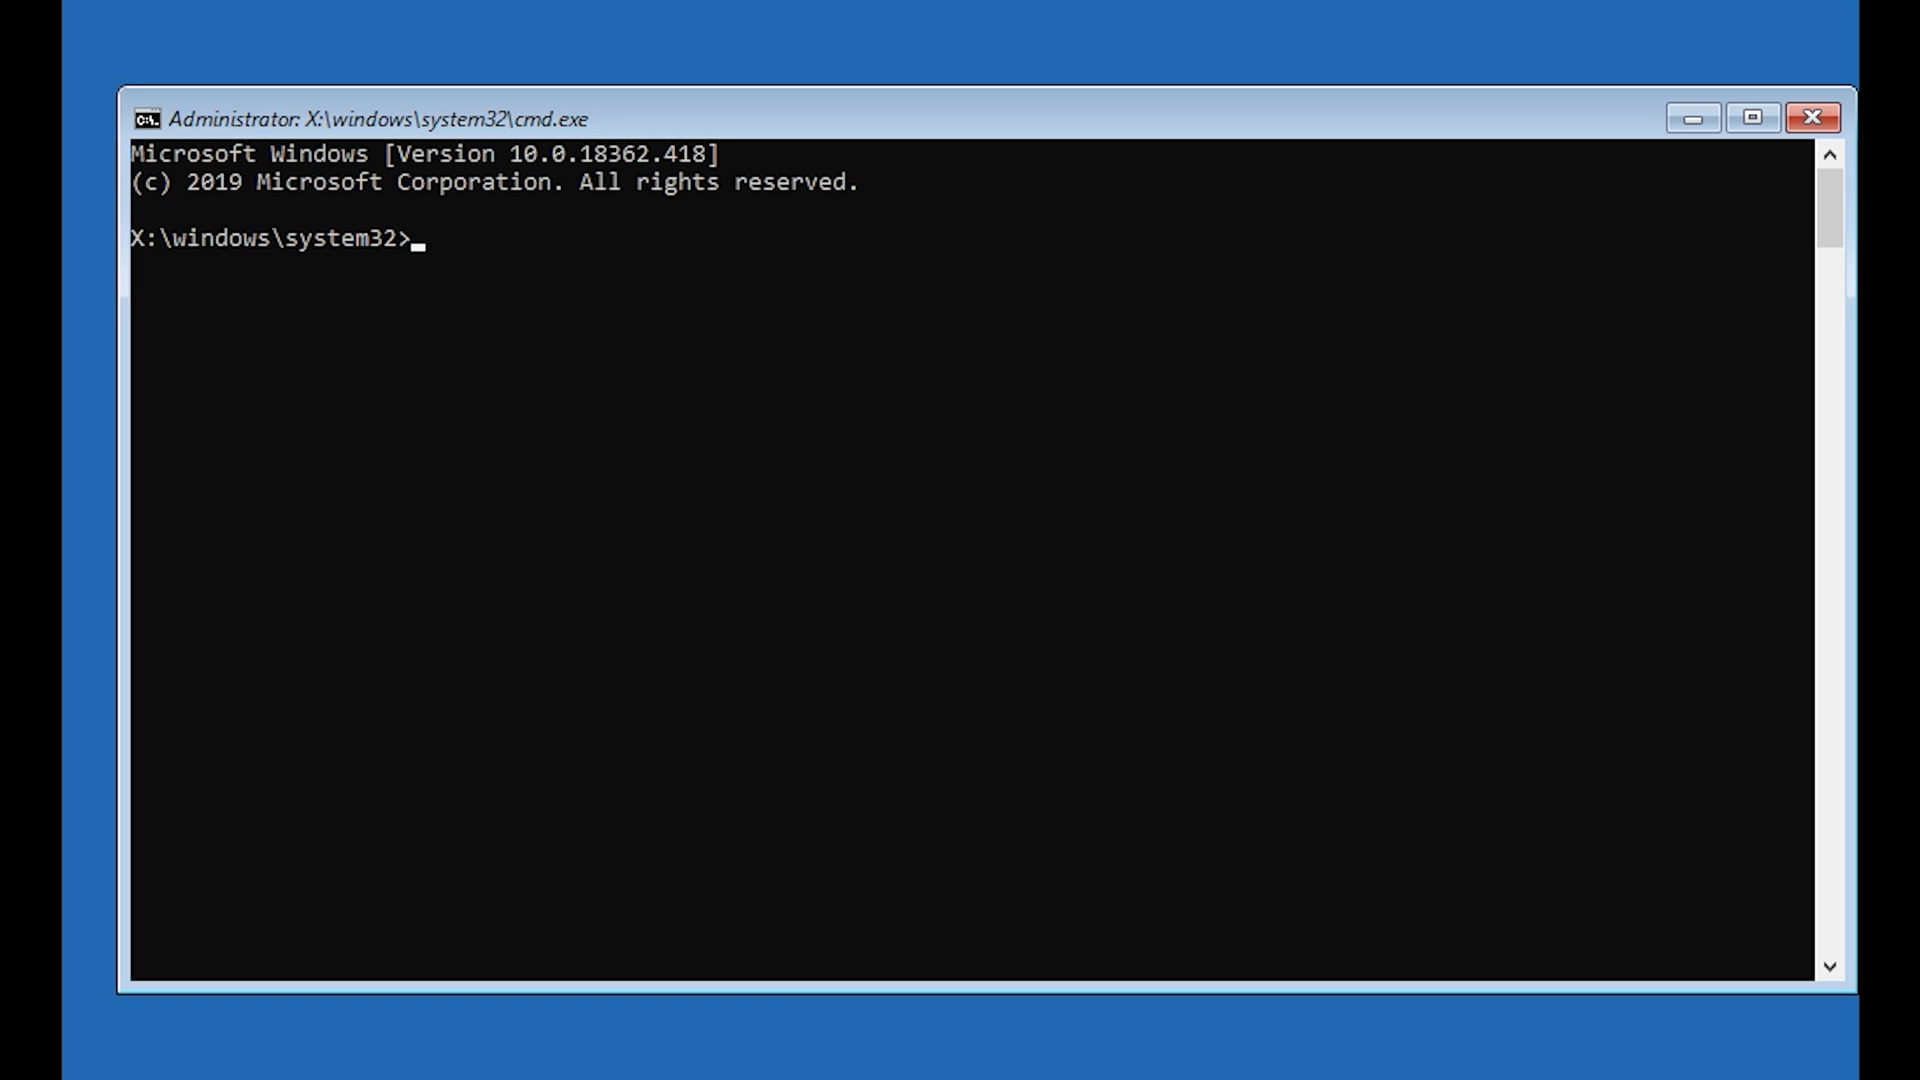 Administrator: X:\windows\system32\cmd.exe
Microsoft Windows [Version 10.0.18362.418]
(c) 2019 Microsoft Corporation. All rights reserved.
X:\windows\system32>